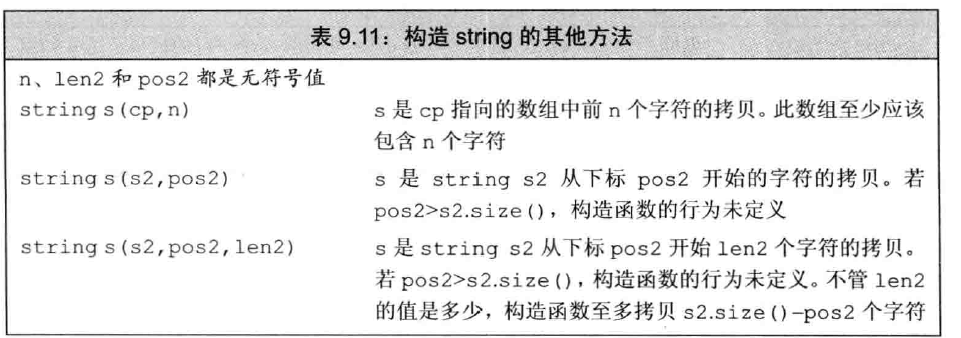 表 9.11：构造 string 的其他方法
n、len2 和 pos2 都是无符号值
string s(cp,n) s 是 cp 指向的数组中前 n 个字符的拷贝。此数组至少应该
包含 n 个字符
string s(s2,pos2) s 是 string s2 从下标 pos2 开始的字符的拷贝。若
pos2>s2.size()，构造函数的行为未定义
string s(s2,pos2,len2) s 是 string s2 从下标 pos2 开始 len2 个字符的拷贝。
若 pos2>s2.size()，构造函数的行为未定义。不管 len2
的值是多少，构造函数至多拷贝 s2.size()-pos2 个字符